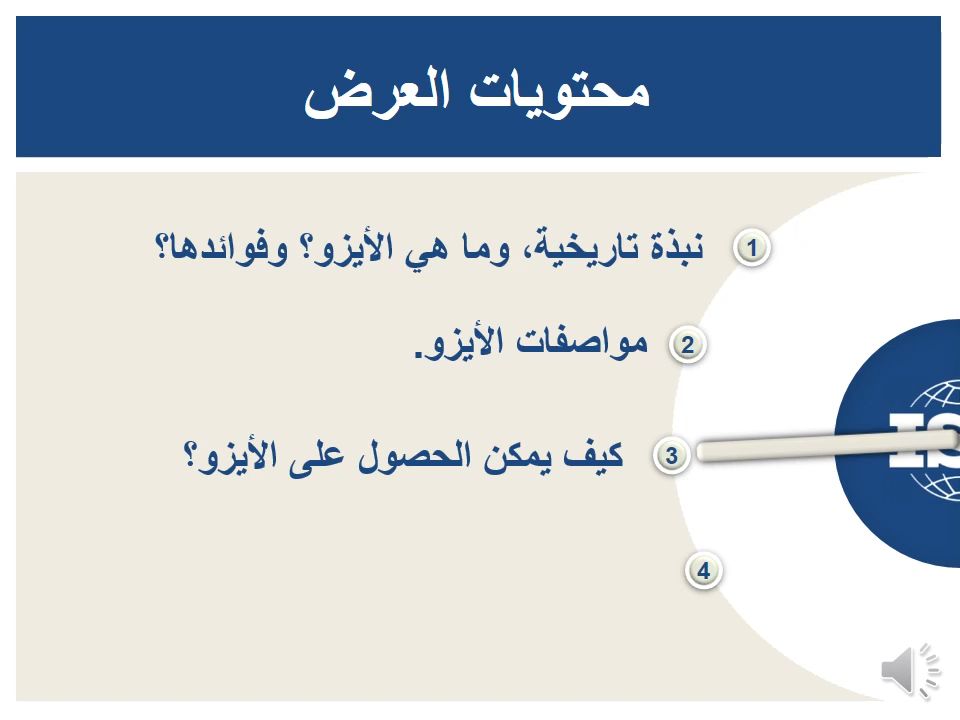 محتويات العرض
1 نبذة تاريخية، وما هي الأيزو؟ وفوائدها؟
2 مواصفات الأيزو.
3 كيف يمكن الحصول على الأيزو؟
4
IS